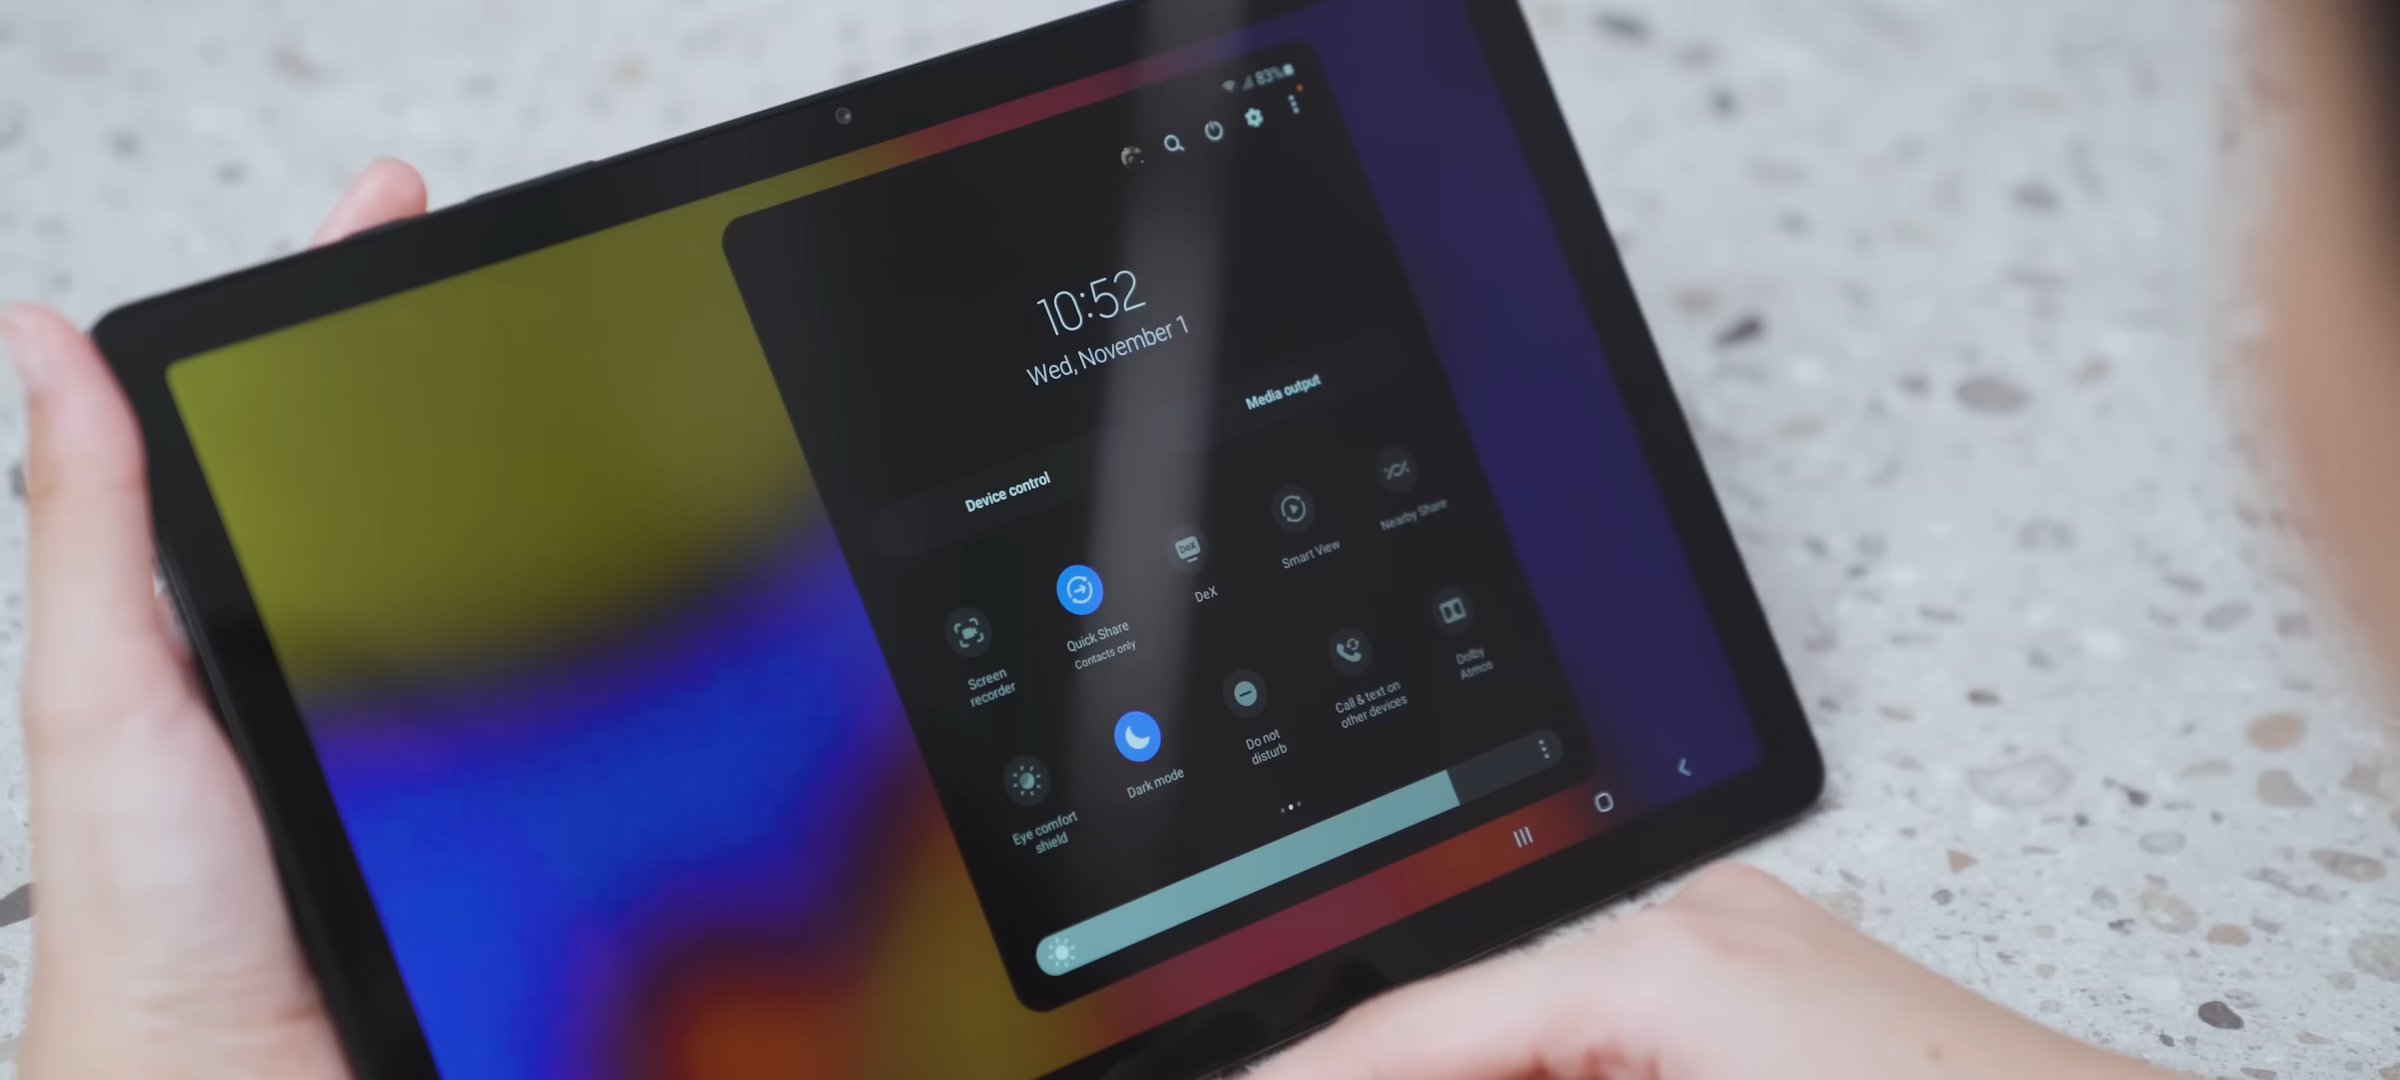 83%
10:52
Wed, November 1
Device control
Media output
Screen
recorder
Quick Share
Contacts only
DeX
DeX
Smart View
Nearby Share
Eye comfort
shield
Dark mode
Do not
disturb
Call & text on
other devices
Dolby
Atmos